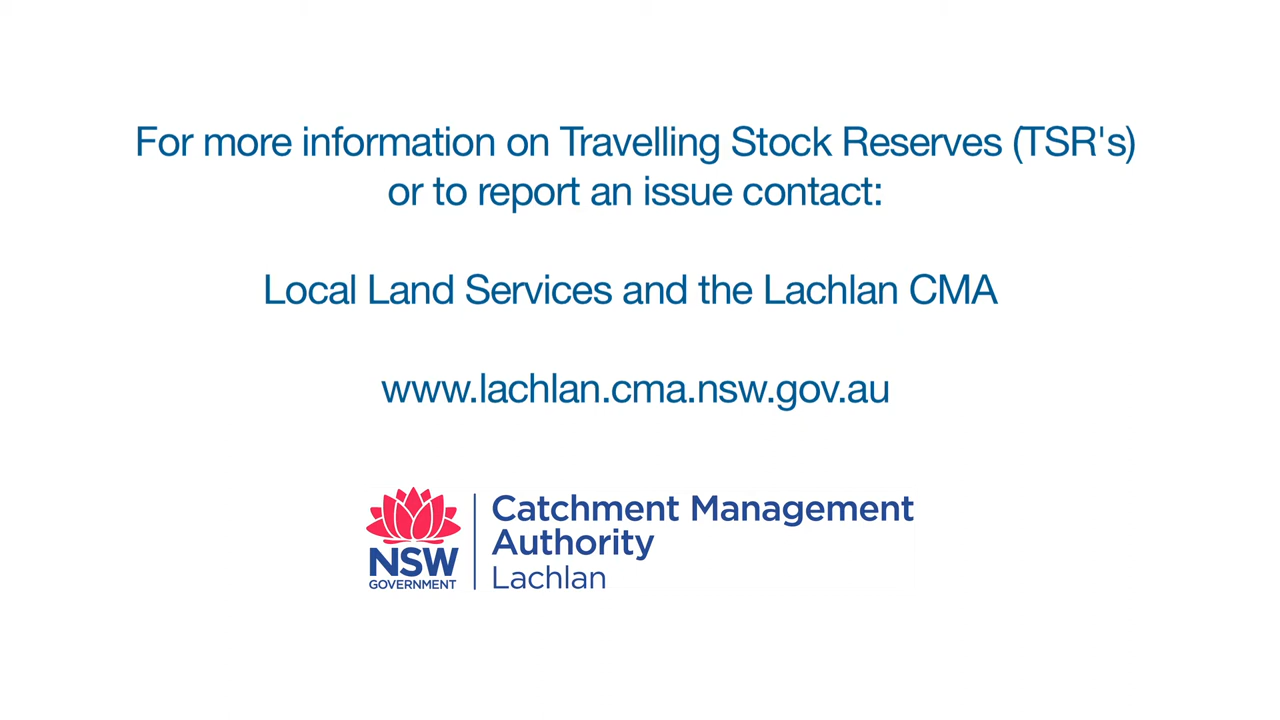 For more information on Travelling Stock Reserves (TSR's)
or to report an issue contact:
Local Land Services and the Lachlan CMA
www.lachlan.cma.nsw.gov.au
NSW
GOVERNMENT
Catchment Management
Authority
Lachlan